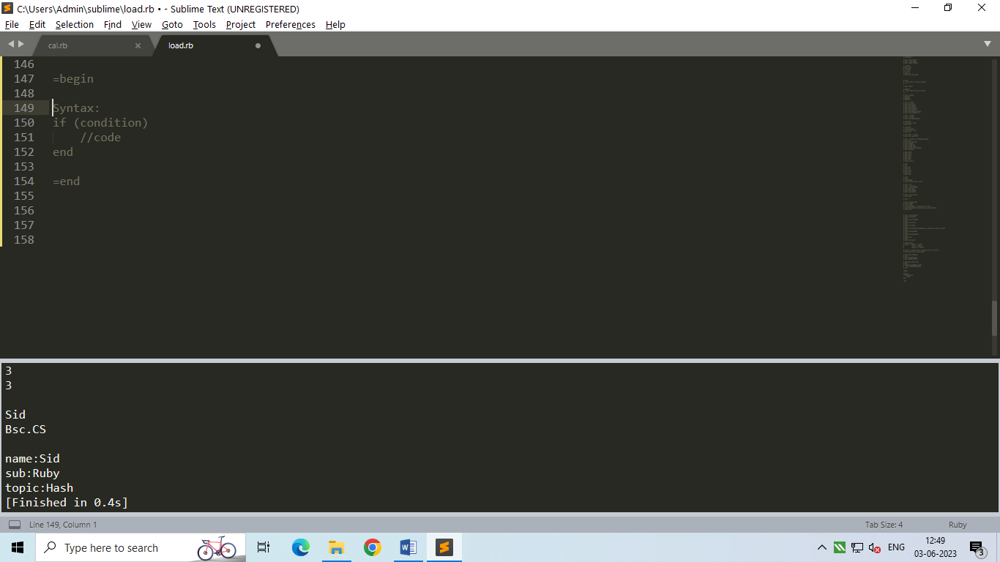 C:\Users\Admin\sublime\load.rb • - Sublime Text (UNREGISTERED)
File Edit Selection Find View Goto Tools Project Preferences Help
cal.rb load.rb
146
147 =begin
148
149 Syntax:
150 if (condition)
151 //code
152 end
153
154 =end
155
156
157
158
3
3
Sid
Bsc.CS
name:Sid
sub:Ruby
topic:Hash
[Finished in 0.4s]
Line 149, Column 1 Tab Size: 4 Ruby
Type here to search ENG 12:49
03-06-2023 3